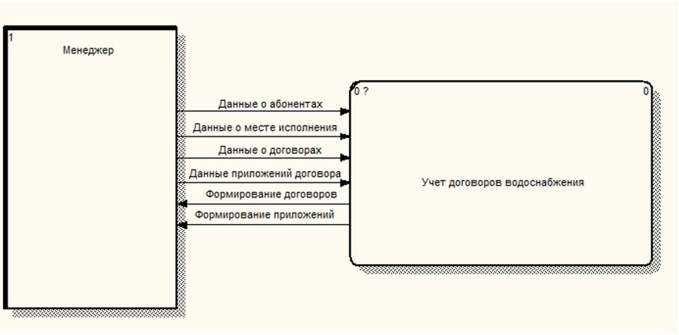 1
Менеджер
Данные о абонентах
Данные о месте исполнения
Данные о договорах
Данные приложений договора
Формирование договоров
Формирование приложений
0 ?
0
Учет договоров водоснабжения